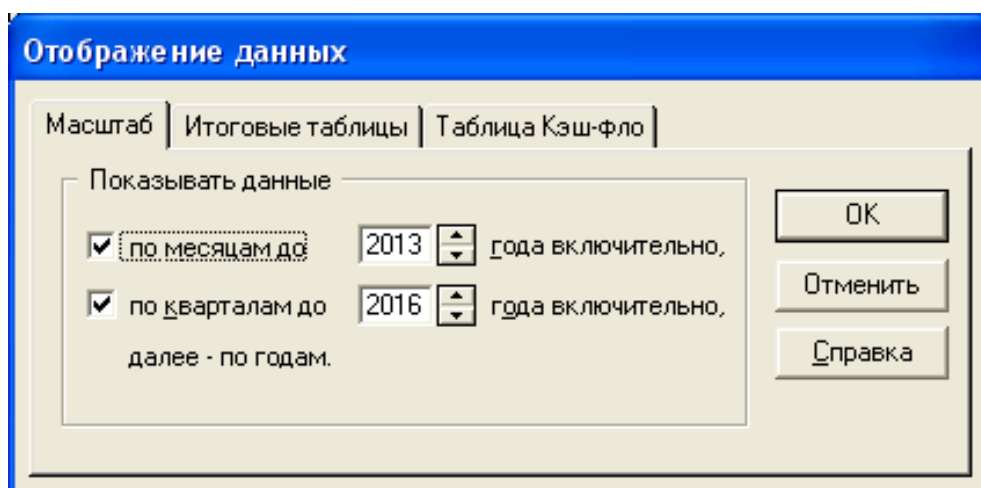 Отображение данных
Масштаб Итоговые таблицы Таблица Кэш-фло
Показывать данные
по месяцам до 2013 года включительно,
по кварталам до 2016 года включительно,
далее - по годам.
OK
Отменить
Справка